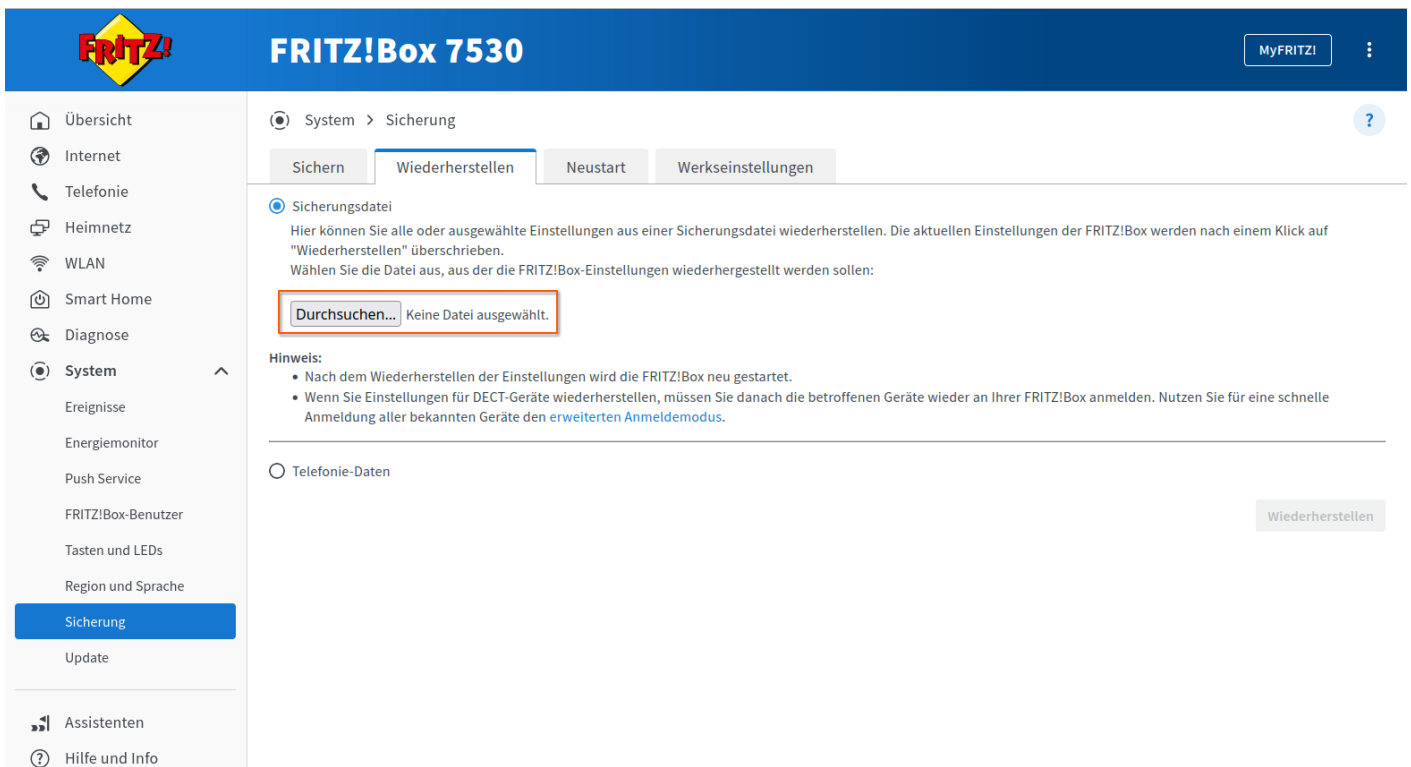 FRITZ!
FRITZ!Box 7530
MyFRITZ!
Übersicht
Internet
Telefonie
Heimnetz
WLAN
Smart Home
Diagnose
System
Ereignisse
Energiemonitor
Push Service
FRITZ!Box-Benutzer
Tasten und LEDs
Region und Sprache
Sicherung
Update
Assistenten
Hilfe und Info
System > Sicherung
?
Sichern Wiederherstellen Neustart Werkseinstellungen
Sicherungsdatei
Hier können Sie alle oder ausgewählte Einstellungen aus einer Sicherungsdatei wiederherstellen. Die aktuellen Einstellungen der FRITZ!Box werden nach einem Klick auf
"Wiederherstellen" überschrieben.
Wählen Sie die Datei aus, aus der die FRITZ!Box-Einstellungen wiederhergestellt werden sollen:
Durchsuchen... Keine Datei ausgewählt.
Hinweis:
• Nach dem Wiederherstellen der Einstellungen wird die FRITZ!Box neu gestartet.
• Wenn Sie Einstellungen für DECT-Geräte wiederherstellen, müssen Sie danach die betroffenen Geräte wieder an Ihrer FRITZ!Box anmelden. Nutzen Sie für eine schnelle
Anmeldung aller bekannten Geräte den erweiterten Anmeldemodus.
Telefonie-Daten
Wiederherstellen